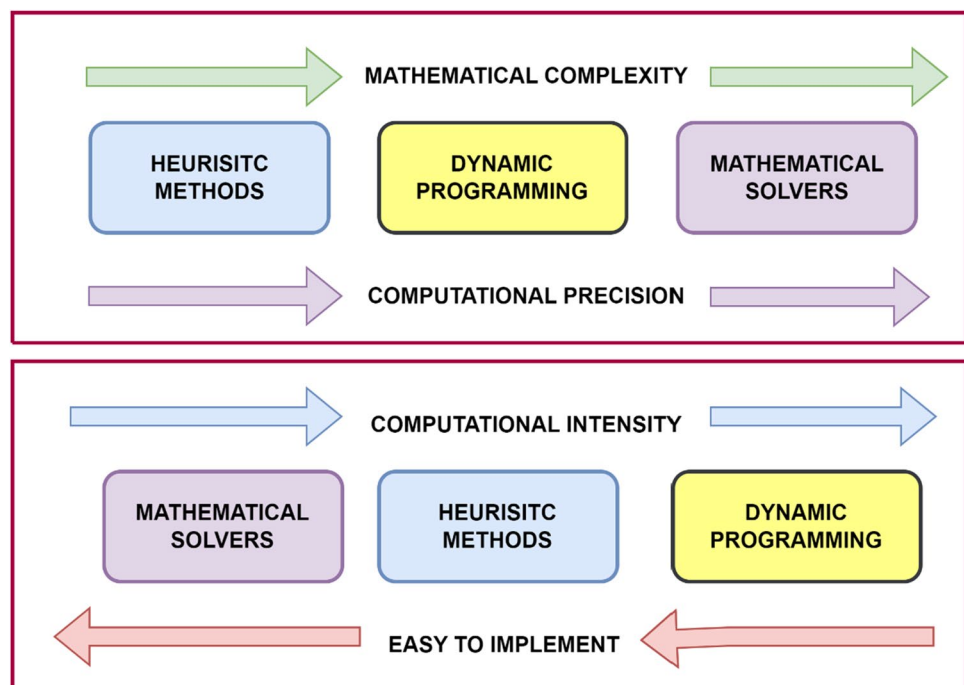 MATHEMATICAL COMPLEXITY
HEURISITC
METHODS
DYNAMIC
PROGRAMMING
MATHEMATICAL
SOLVERS
COMPUTATIONAL PRECISION
COMPUTATIONAL INTENSITY
MATHEMATICAL
SOLVERS
HEURISITC
METHODS
DYNAMIC
PROGRAMMING
EASY TO IMPLEMENT